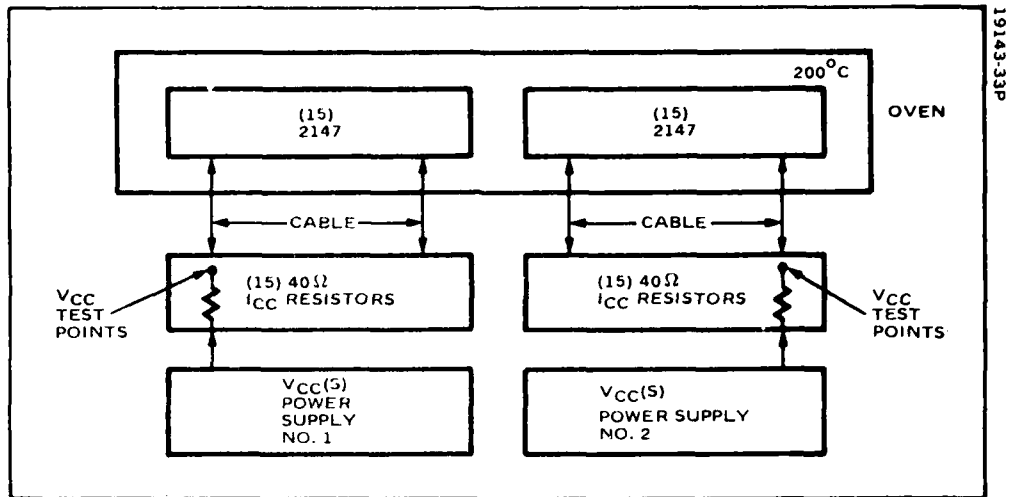 19143-33P
200°C
OVEN
(15)
2147
(15)
2147
CABLE
CABLE
VCC
TEST
POINTS
(15) 40Ω
ICC RESISTORS
(15) 40Ω
ICC RESISTORS
VCC
TEST
POINTS
VCC(S)
POWER
SUPPLY
NO. 1
VCC(S)
POWER SUPPLY
NO. 2